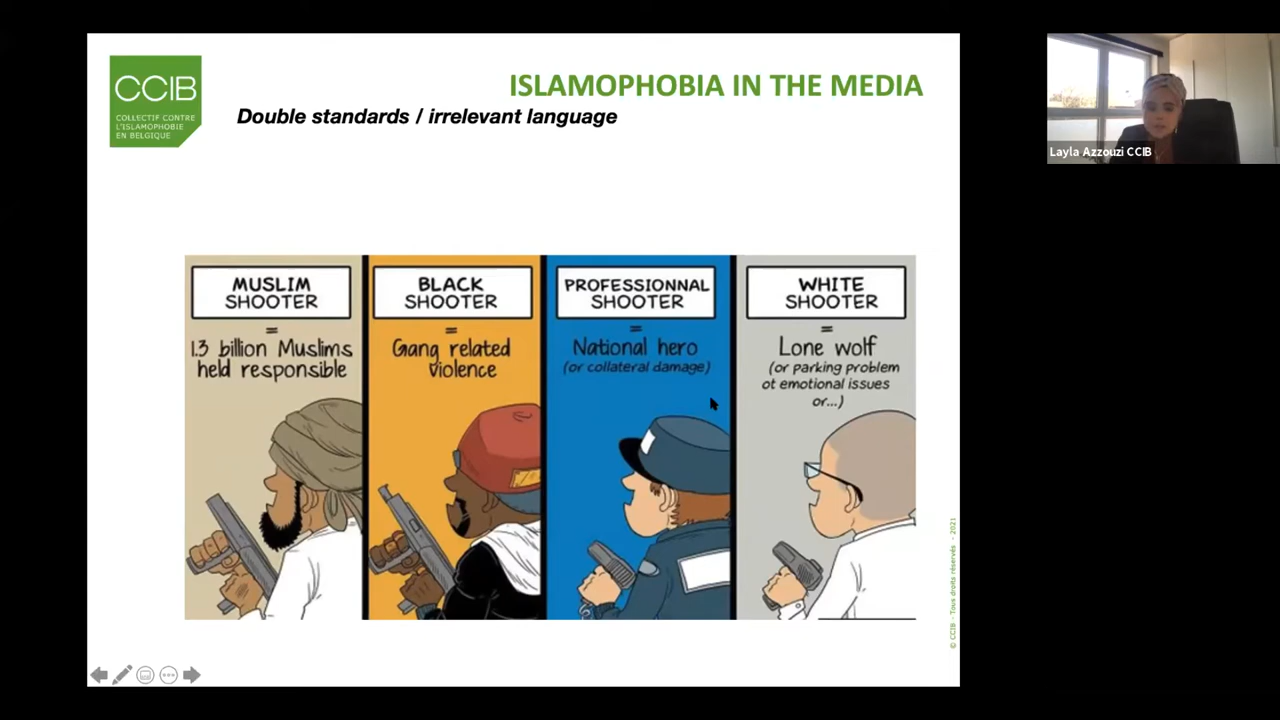 CCIB
COLLECTIF CONTRE
L'ISLAMOPHOBIE
EN BELGIQUE
ISLAMOPHOBIA IN THE MEDIA
Double standards / irrelevant language
MUSLIM
SHOOTER
=
1.3 billion Muslims
held responsible
BLACK
SHOOTER
=
Gang related
violence
PROFESSIONNAL
SHOOTER
=
National hero
(or collateral damage)
WHITE
SHOOTER
=
Lone wolf
(or parking problem
ot emotional issues
or...)
© CCIB - Tous droits réservés - 2021
Layla Azzouzi CCIB